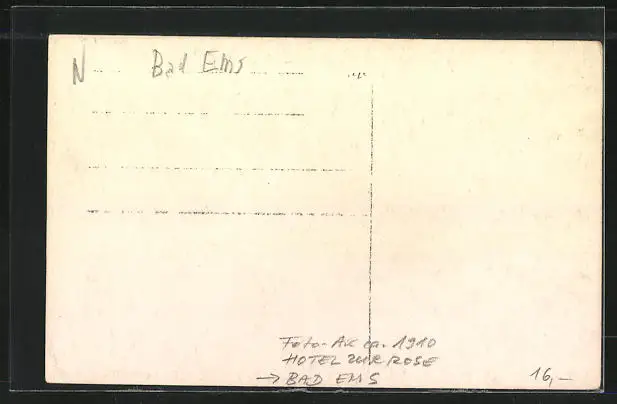 N Bad Ems
Foto-AK ca. 1910
HOTEL ZUR ROSE
→ BAD EMS
16,—